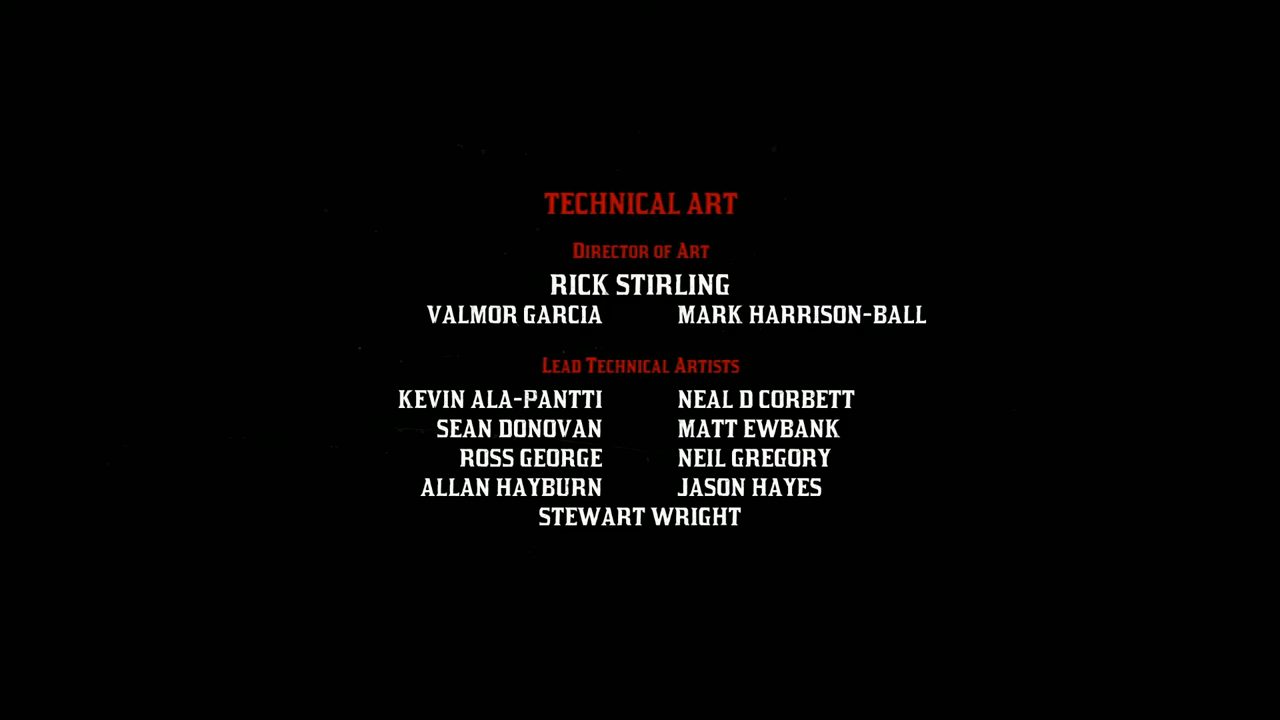 TECHNICAL ART
DIRECTOR OF ART
RICK STIRLING
VALMOR GARCIA MARK HARRISON-BALL
LEAD TECHNICAL ARTISTS
KEVIN ALA-PANTTI NEAL D CORBETT
SEAN DONOVAN MATT EWBANK
ROSS GEORGE NEIL GREGORY
ALLAN HAYBURN JASON HAYES
STEWART WRIGHT